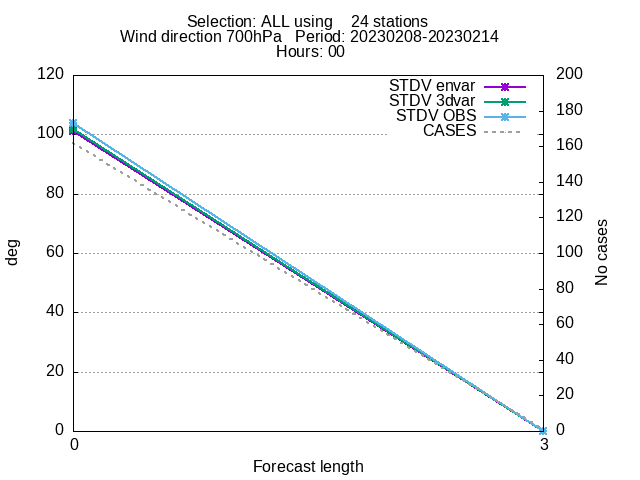 Selection: ALL using    24 stations
Wind direction 700hPa   Period: 20230208-20230214
Hours: 00
STDV envar
STDV 3dvar
STDV OBS
CASES
120
100
80
60
40
20
0
200
180
160
140
120
100
80
60
40
20
0
deg
No cases
0
3
Forecast length